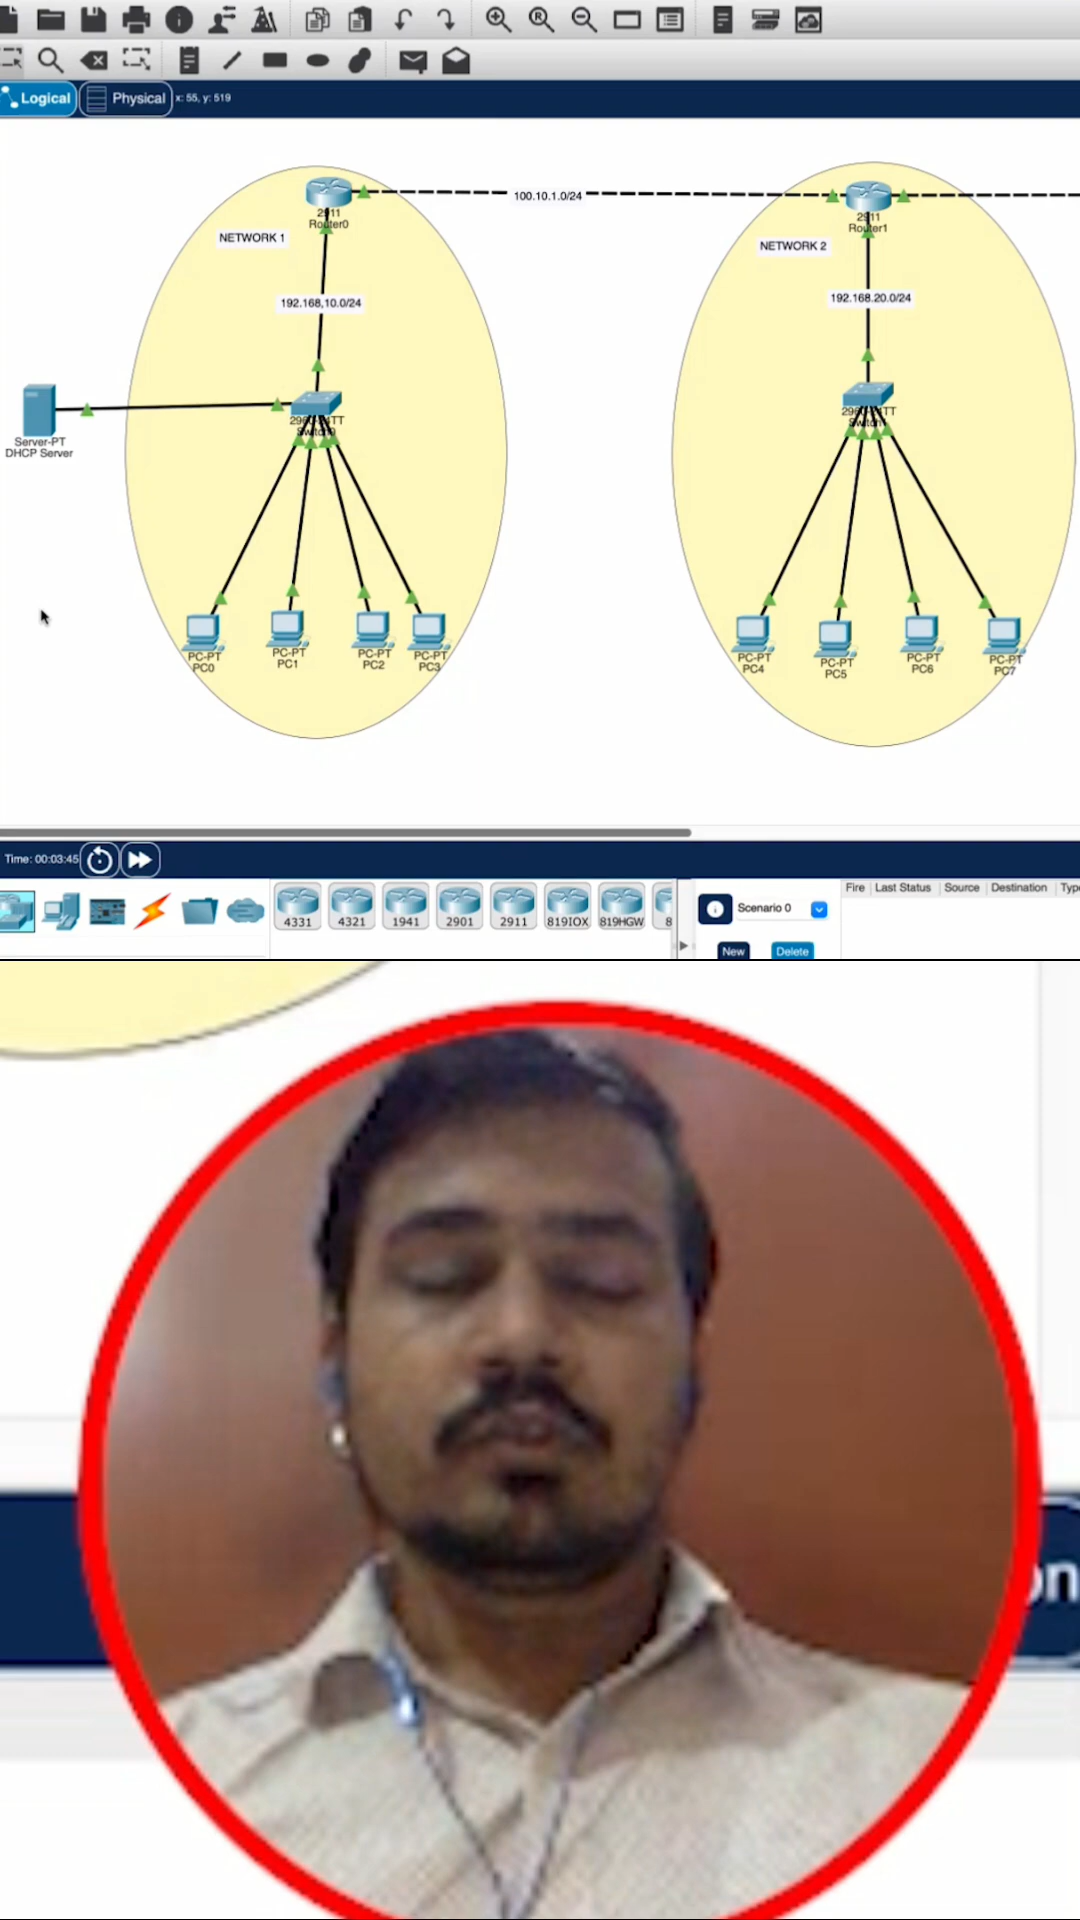 Logical
Physical
x: 55, y: 519
100.10.1.0/24
2911
Router0
2911
Router1
NETWORK 1
NETWORK 2
192.168,10.0/24
192.168.20.0/24
Server-PT
DHCP Server
PC-PT
PC0
PC-PT
PC1
PC-PT
PC2
PC-PT
PC3
PC-PT
PC4
PC-PT
PC5
PC-PT
PC6
PC-PT
PC7
Time: 00:03:45
4331
4321
1941
2901
2911
819IOX
819HGW
8
Scenario 0
New
Delete
Fire
Last Status
Source
Destination
Type
on